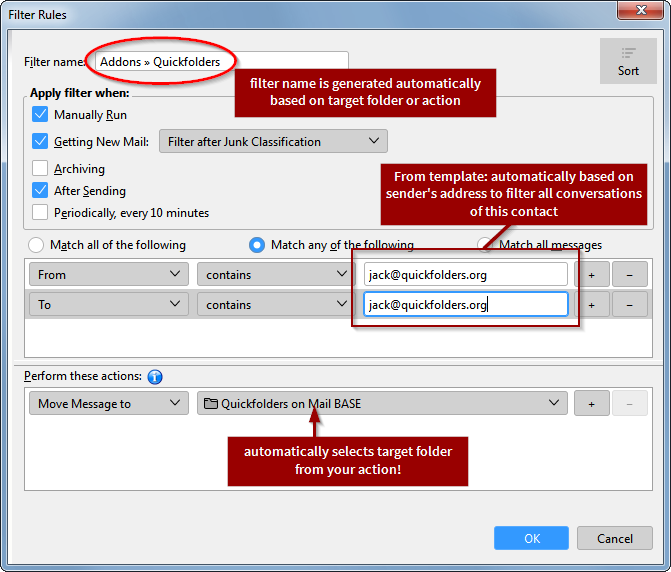 Filter Rules
Filter name: Addons » Quickfolders
Sort
filter name is generated automatically
based on target folder or action
Apply filter when:
Manually Run
Getting New Mail: Filter after Junk Classification
Archiving
After Sending
Periodically, every 10 minutes
From template: automatically based on
sender's address to filter all conversations
of this contact
Match all of the following Match any of the following Match all messages
From contains jack@quickfolders.org + −
To contains jack@quickfolders.org + −
Perform these actions:
Move Message to Quickfolders on Mail BASE + −
automatically selects target folder
from your action!
OK Cancel